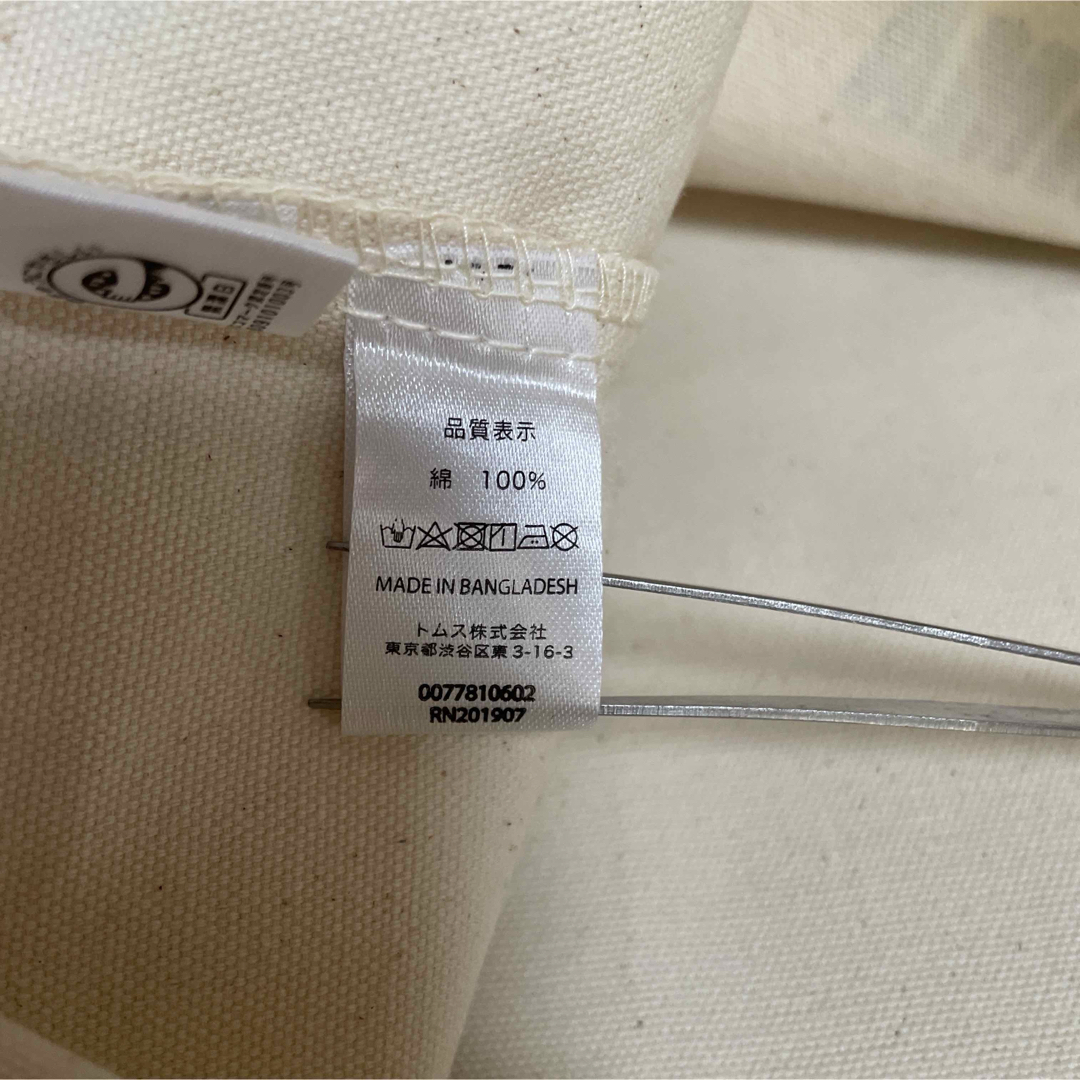 品質表示
綿 100%
MADE IN BANGLADESH
トムス株式会社
東京都渋谷区東3-16-3
0077810602
RN201907